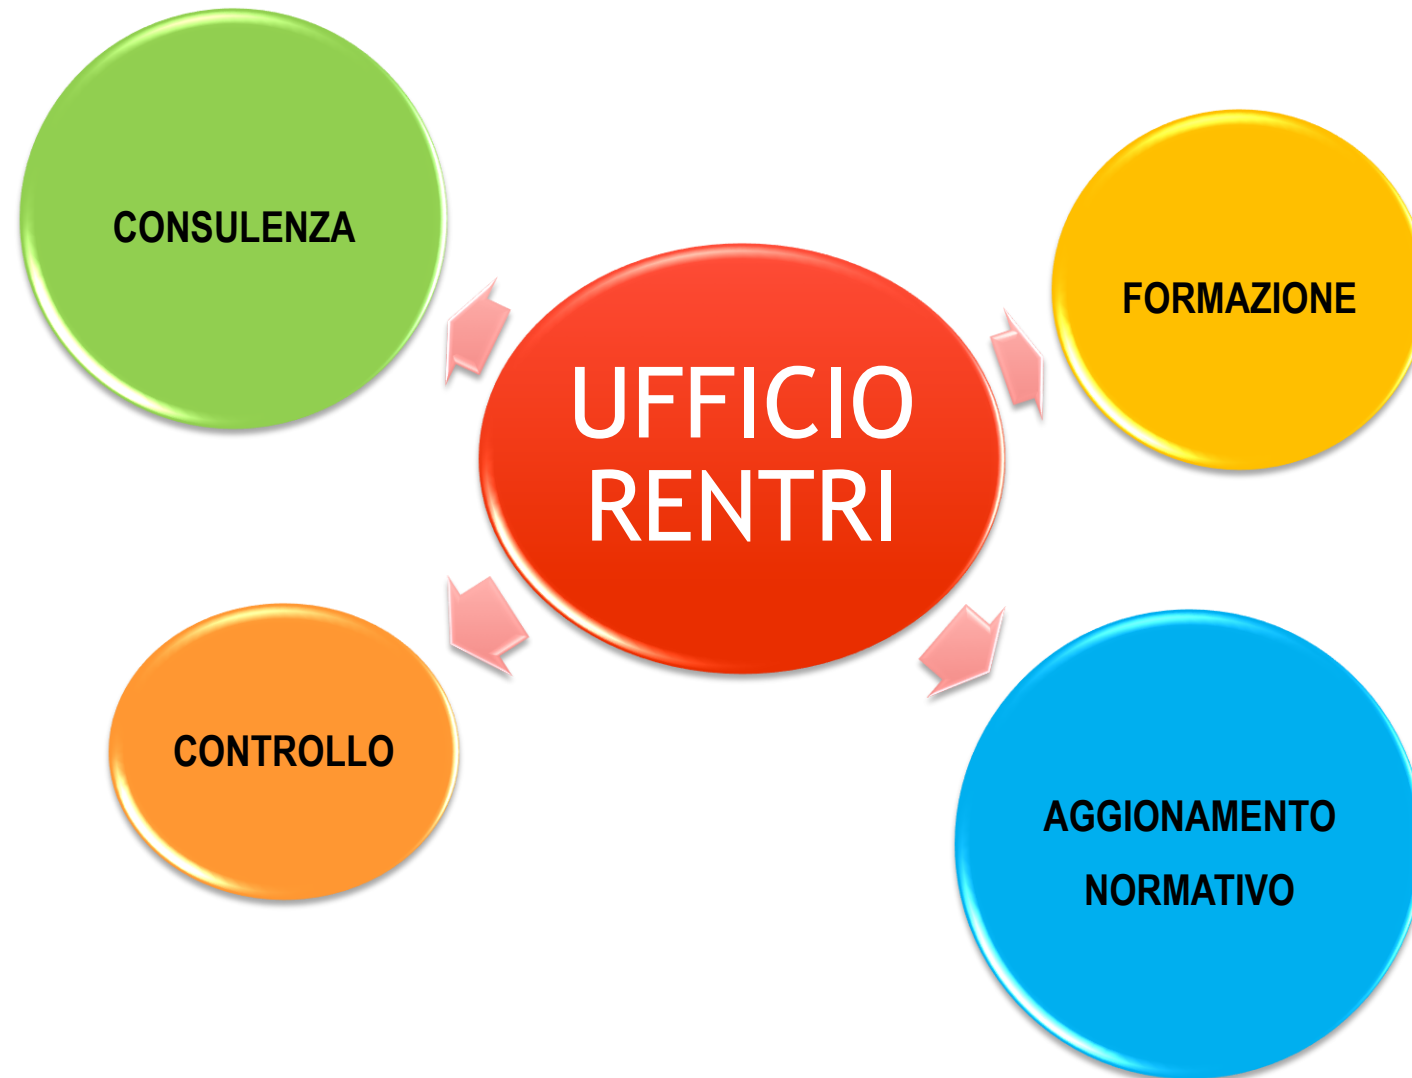 CONSULENZA
FORMAZIONE
UFFICIO
RENTRI
CONTROLLO
AGGIONAMENTO
NORMATIVO